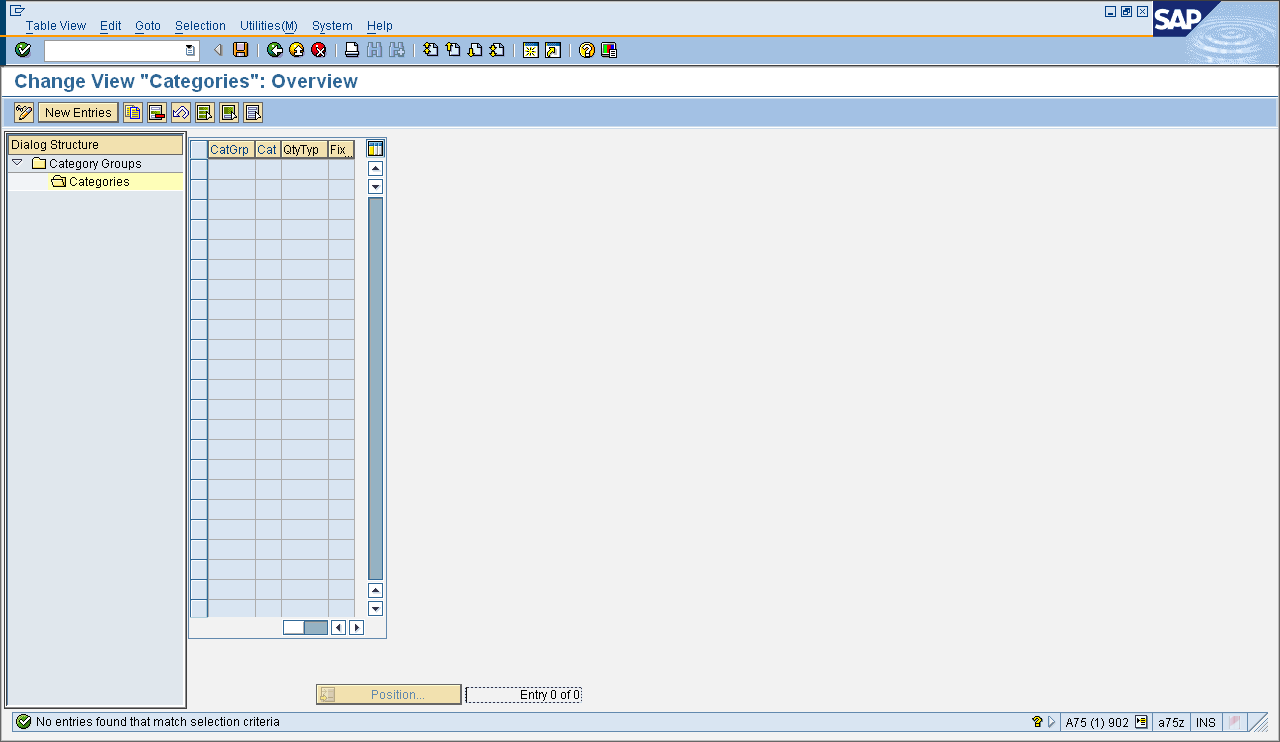 Table View Edit Goto Selection Utilities(M) System Help
SAP
Change View "Categories": Overview
New Entries
Dialog Structure
Category Groups
Categories
CatGrp Cat QtyTyp Fix...
Position... Entry 0 of 0
No entries found that match selection criteria
A75 (1) 902 a75z INS